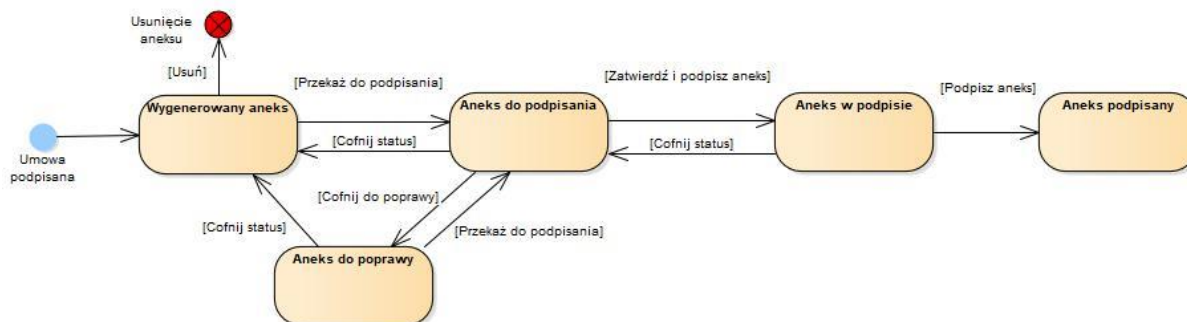 Usunięcie
aneksu
[Usuń]
[Przekaż do podpisania]
[Zatwierdź i podpisz aneks]
[Podpisz aneks]
Wygenerowany aneks
Aneks do podpisania
Aneks w podpisie
Aneks podpisany
[Cofnij status]
[Cofnij status]
Umowa
podpisana
[Cofnij do poprawy]
[Cofnij status]
[Przekaż do podpisania]
Aneks do poprawy